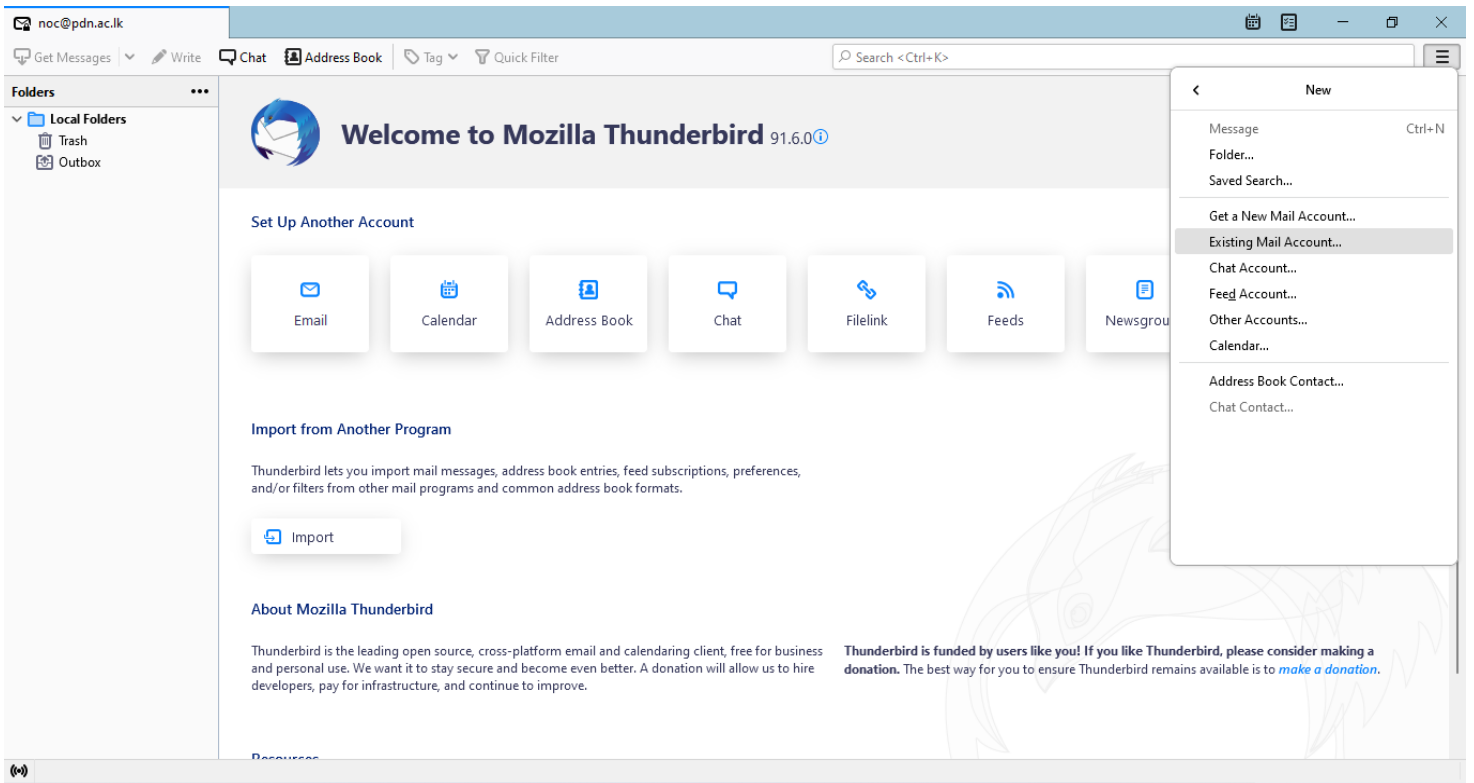 noc@pdn.ac.lk
Get Messages Write Chat Address Book Tag Quick Filter Search <Ctrl+K>
Folders
Local Folders
Trash
Outbox
Welcome to Mozilla Thunderbird 91.6.0
Set Up Another Account
Email Calendar Address Book Chat Filelink Feeds Newsgrou
Import from Another Program
Thunderbird lets you import mail messages, address book entries, feed subscriptions, preferences,
and/or filters from other mail programs and common address book formats.
Import
About Mozilla Thunderbird
Thunderbird is the leading open source, cross-platform email and calendaring client, free for business
and personal use. We want it to stay secure and become even better. A donation will allow us to hire
developers, pay for infrastructure, and continue to improve.
Thunderbird is funded by users like you! If you like Thunderbird, please consider making a
donation. The best way for you to ensure Thunderbird remains available is to make a donation.
Resources
New
Message Ctrl+N
Folder...
Saved Search...
Get a New Mail Account...
Existing Mail Account...
Chat Account...
Feed Account...
Other Accounts...
Calendar...
Address Book Contact...
Chat Contact...